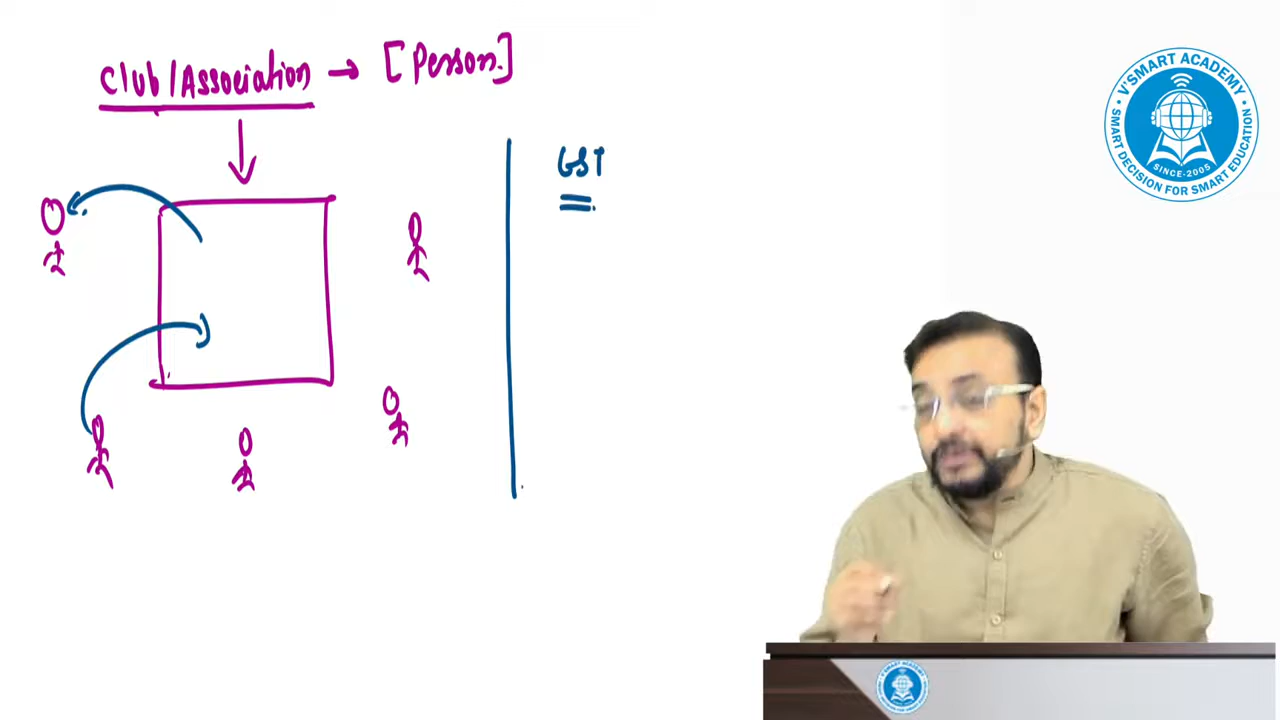 Club/Association → [Person.]
GST
V'SMART ACADEMY
SINCE-2005
SMART DECISION FOR SMART EDUCATION